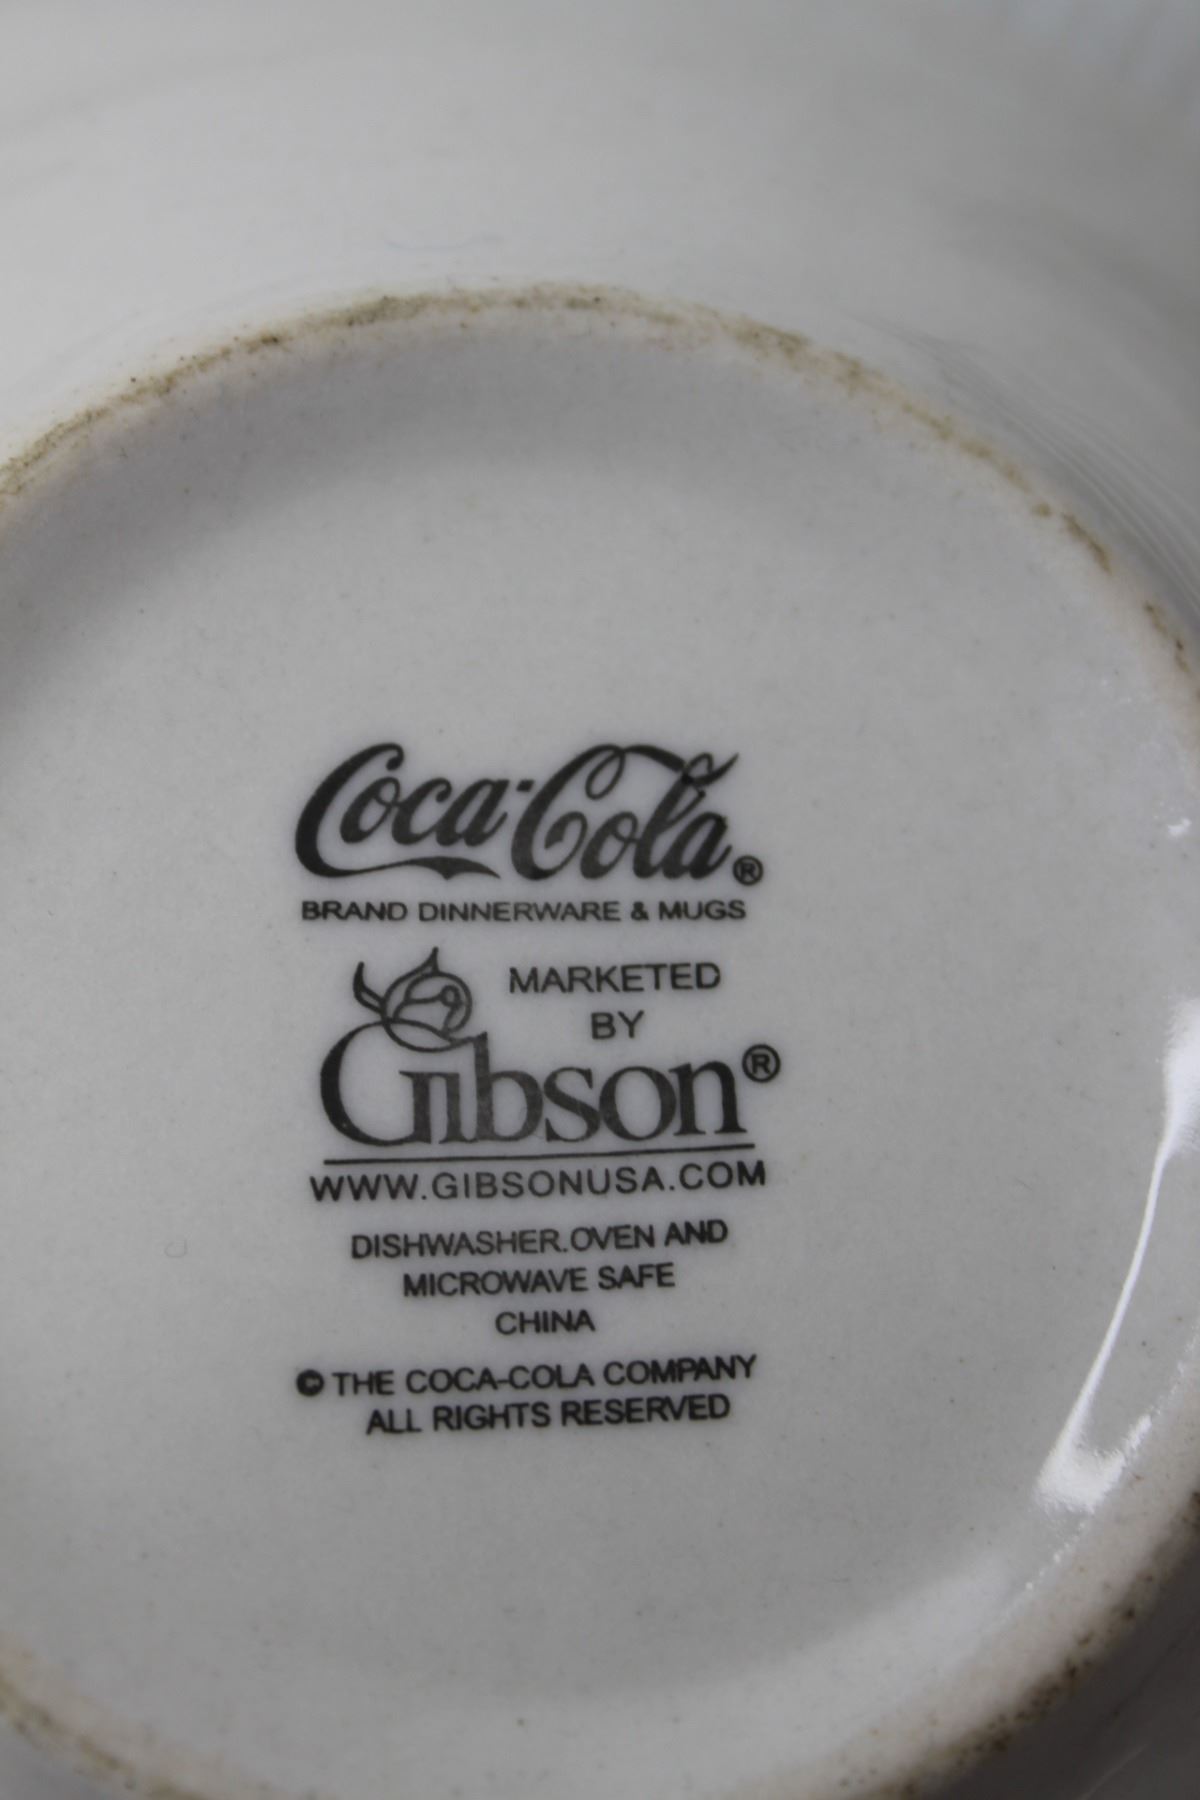 Coca-Cola®
BRAND DINNERWARE & MUGS
MARKETED
BY
Gibson®
WWW.GIBSONUSA.COM
DISHWASHER.OVEN AND
MICROWAVE SAFE
CHINA
© THE COCA-COLA COMPANY
ALL RIGHTS RESERVED